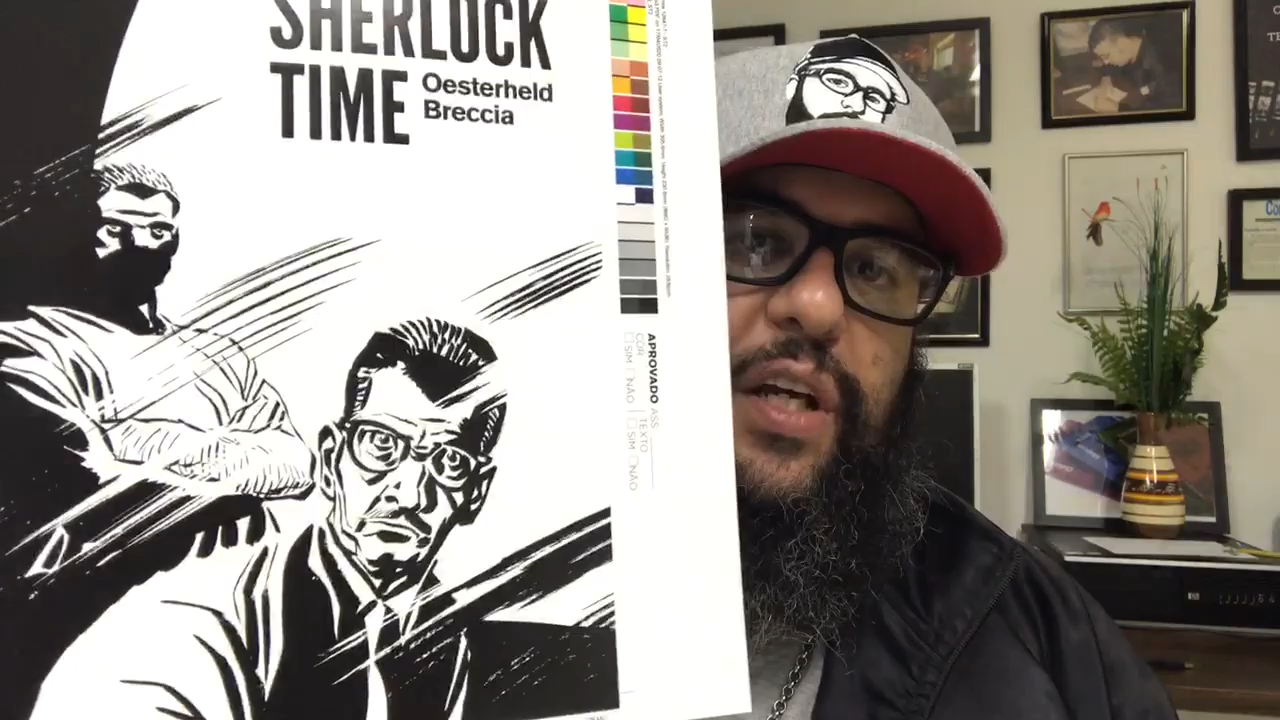 SHERLOCK
TIME
Oesterheld
Breccia
APROVADO ASS
COR
TEXTO
SIM
NÃO
SIM
NÃO